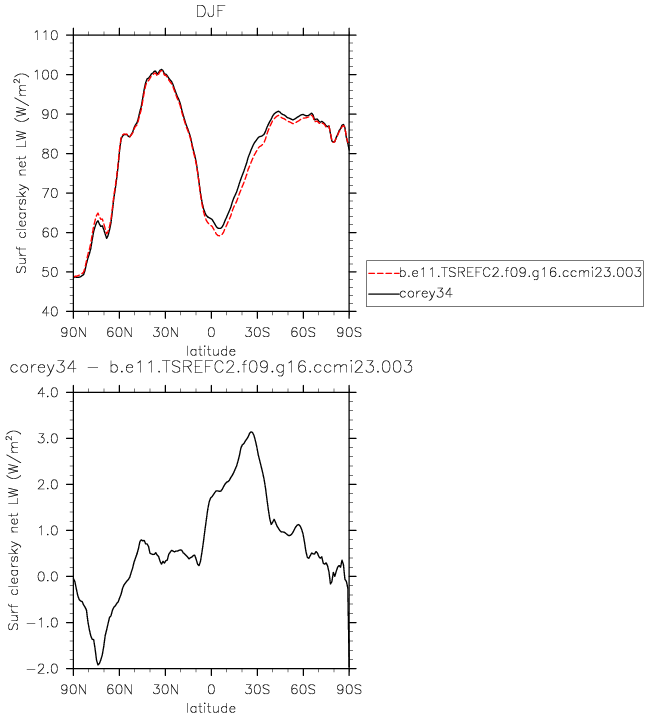 DJF
Surf clearsky net LW (W/m²)
110
100
90
80
70
60
50
40
90N 60N 30N 0 30S 60S 90S
latitude
b.e11.TSREFC2.f09.g16.ccmi23.003
corey34
corey34 − b.e11.TSREFC2.f09.g16.ccmi23.003
Surf clearsky net LW (W/m²)
4.0
3.0
2.0
1.0
0.0
−1.0
−2.0
90N 60N 30N 0 30S 60S 90S
latitude